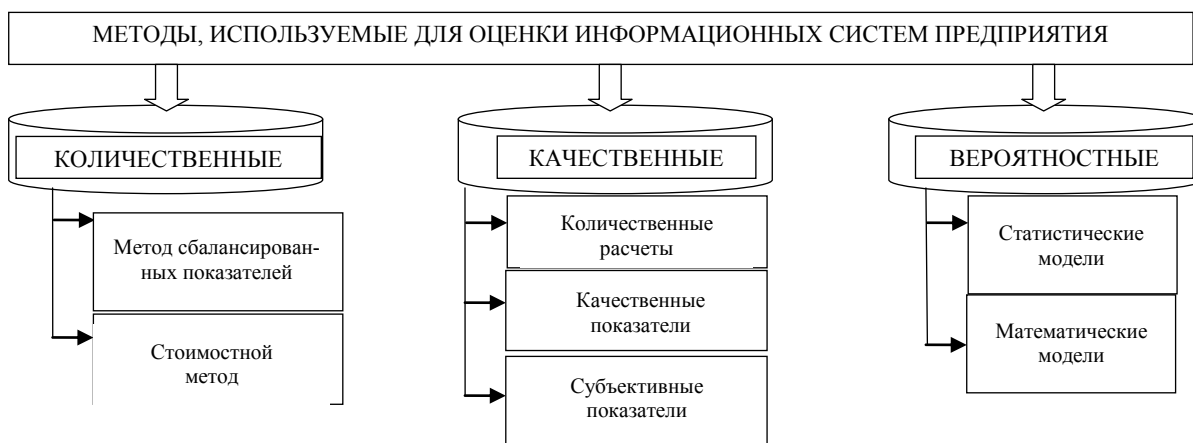 МЕТОДЫ, ИСПОЛЬЗУЕМЫЕ ДЛЯ ОЦЕНКИ ИНФОРМАЦИОННЫХ СИСТЕМ ПРЕДПРИЯТИЯ
КОЛИЧЕСТВЕННЫЕ
Метод сбалансирован-
ных показателей
Стоимостной
метод
КАЧЕСТВЕННЫЕ
Количественные
расчеты
Качественные
показатели
Субъективные
показатели
ВЕРОЯТНОСТНЫЕ
Статистические
модели
Математические
модели